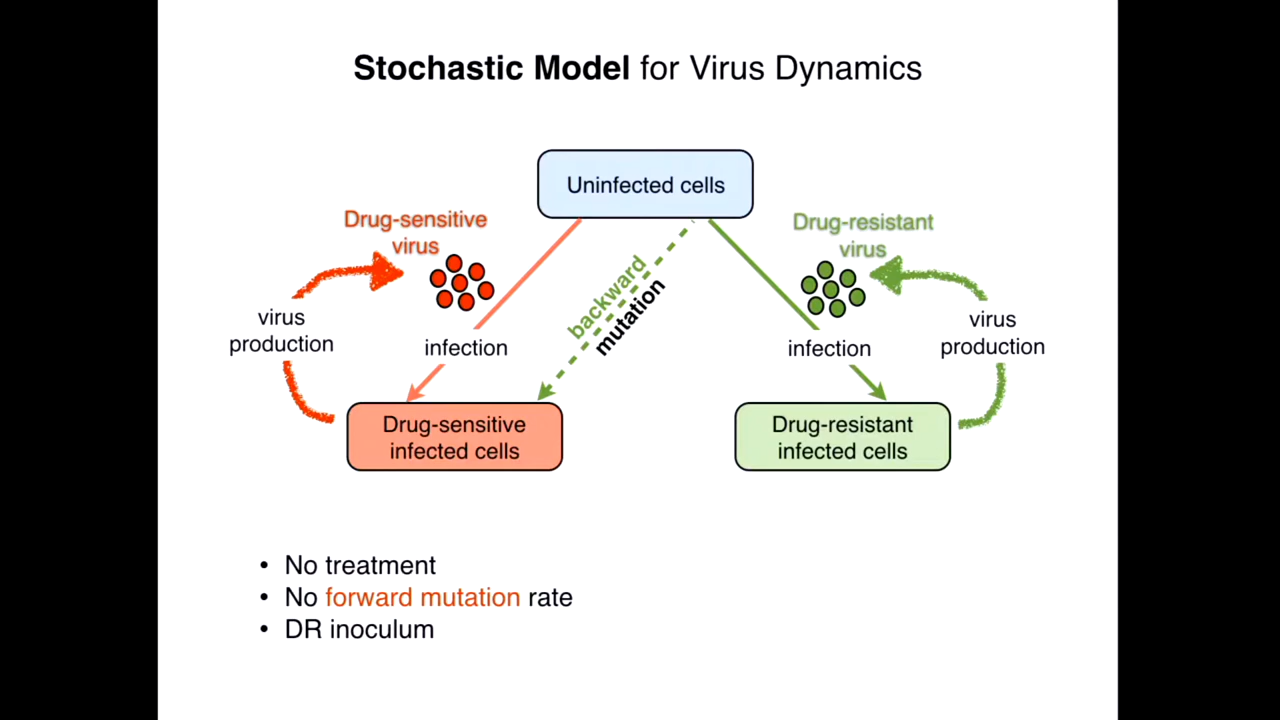 Stochastic Model for Virus Dynamics
Uninfected cells
Drug-sensitive
virus
Drug-resistant
virus
backward
mutation
virus
production
infection
infection
virus
production
Drug-sensitive
infected cells
Drug-resistant
infected cells
• No treatment
• No forward mutation rate
• DR inoculum